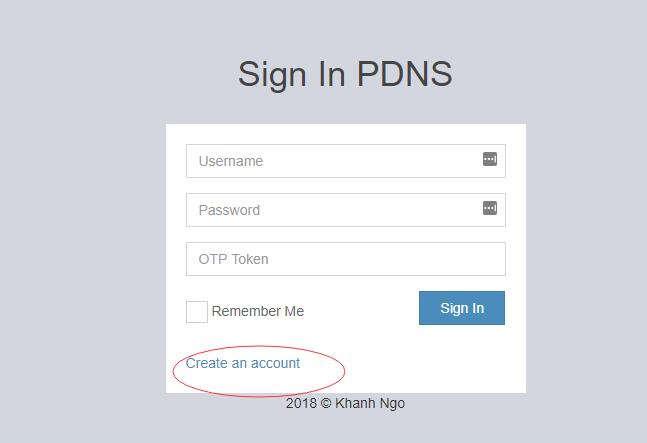 Sign In PDNS
Username
Password
OTP Token
Remember Me
Sign In
Create an account
2018 © Khanh Ngo